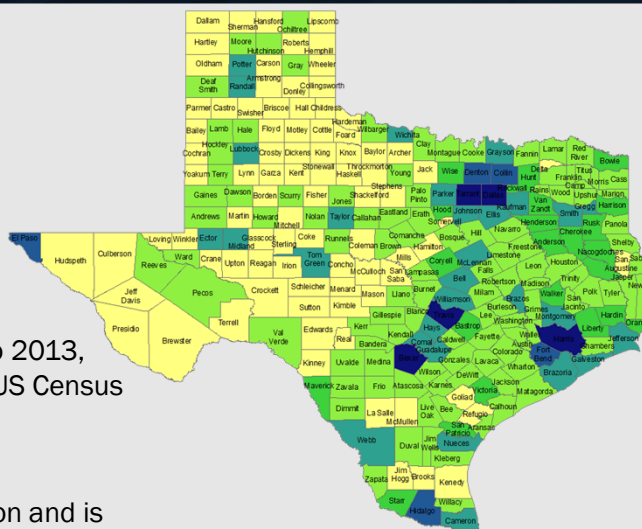 Dallam Sherman Hansford Ochiltree Lipscomb
Hartley Moore Hutchinson Roberts Hemphill
Oldham Potter Carson Gray Wheeler
Deaf Smith Randall Armstrong Donley Collingsworth
Parmer Castro Swisher Briscoe Hall Childress
Hardeman
Bailey Lamb Hale Floyd Motley Cottle Foard Wilbarger Wichita
Clay Montague Cooke Grayson Fannin Lamar Red River Bowie
Cochran Hockley Lubbock Crosby Dickens King Knox Baylor Archer
Jack Wise Denton Collin Hunt Delta Franklin Titus Morris Cass
Yoakum Terry Lynn Garza Kent Stonewall Haskell Throckmorton Young
Parker Tarrant Dallas Rockwall Rains Wood Camp Upshur Marion
Gaines Dawson Borden Scurry Fisher Jones Shackelford Stephens Palo Pinto
Hood Johnson Ellis Kaufman Van Zandt Smith Gregg Harrison
Andrews Martin Howard Mitchell Nolan Taylor Callahan Eastland Erath Somervell
Hill Navarro Henderson Cherokee Rusk Panola
El Paso Hudspeth Culberson Loving Winkler Ector Midland Glasscock Sterling Coke Runnels Coleman Brown Comanche Hamilton Bosque
Freestone Anderson Nacogdoches Shelby
Reeves Ward Crane Upton Reagan Irion Tom Green Concho McCulloch San Saba Mills Lampasas Coryell McLennan Limestone Falls
Leon Houston San Augustine Jasper
Jeff Davis Pecos Crockett Schleicher Menard Mason Llano Burnet Bell Milam Robertson Madison Trinity Polk Tyler
Presidio Brewster Terrell Sutton Kimble Gillespie Blanco Travis Williamson Lee Burleson Brazos Grimes Walker San Jacinto Hardin
Val Verde Edwards Real Kerr Kendall Hays Bastrop Washington Montgomery Liberty
Bandera Comal Caldwell Fayette Austin Harris Chambers Jefferson
Kinney Uvalde Medina Bexar Guadalupe Gonzales Lavaca Colorado Fort Bend Galveston
Wilson Brazoria
Maverick Zavala Frio Atascosa Karnes DeWitt Jackson Matagorda
Victoria
Dimmit La Salle McMullen Live Oak Bee Goliad Refugio Calhoun
San Patricio Aransas
Webb Duval Jim Wells Nueces
Kleberg
Zapata Jim Hogg Brooks Kenedy
Starr Hidalgo Willacy
Cameron
2013,
US Census
on and is